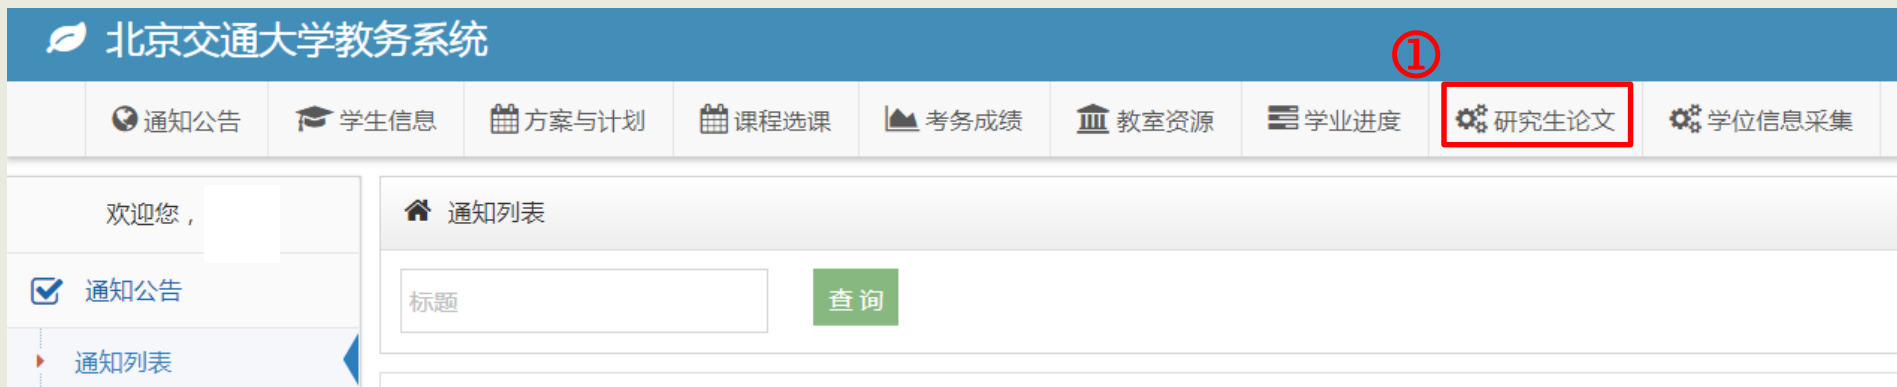 北京交通大学教务系统
①
通知公告 学生信息 方案与计划 课程选课 考务成绩 教室资源 学业进度 研究生论文 学位信息采集
欢迎您，
通知列表
通知公告
标题 查询
通知列表